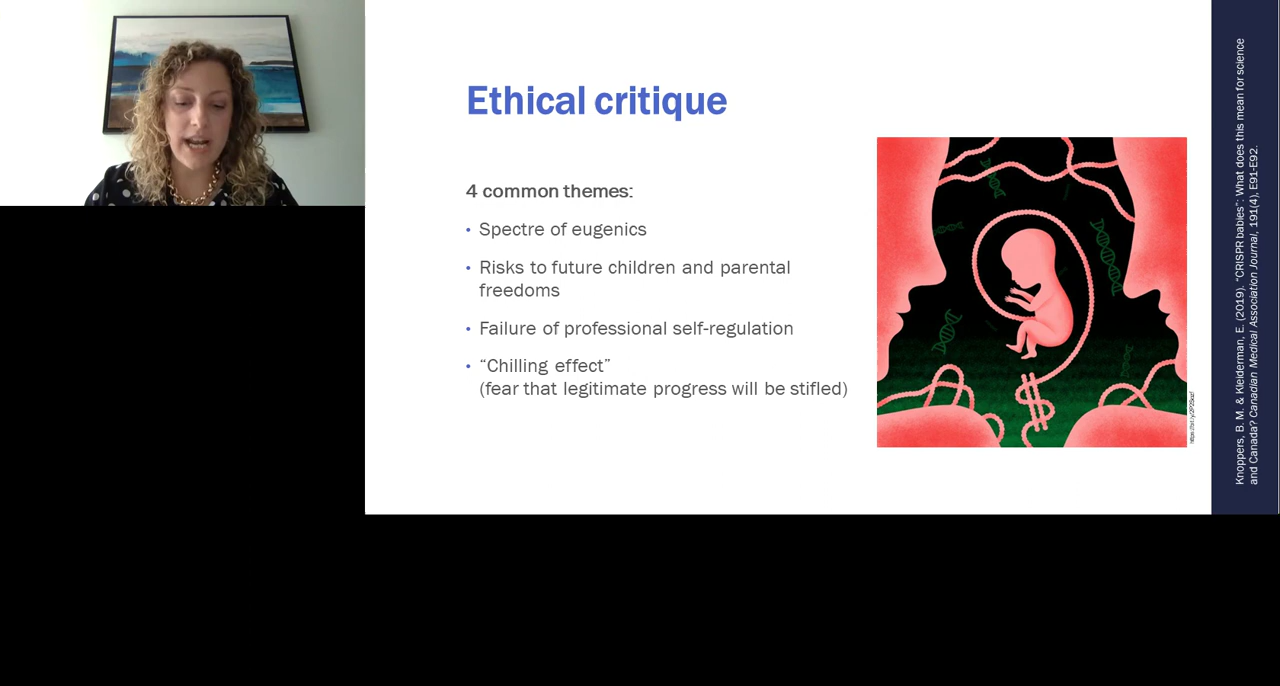 Ethical critique
4 common themes:
• Spectre of eugenics
• Risks to future children and parental
freedoms
• Failure of professional self-regulation
• “Chilling effect”
(fear that legitimate progress will be stifled)
Knoppers, B. M. & Kleiderman, E. (2019). “CRISPR babies”: What does this mean for science
and Canada? Canadian Medical Association Journal, 191(4), E91-E92.